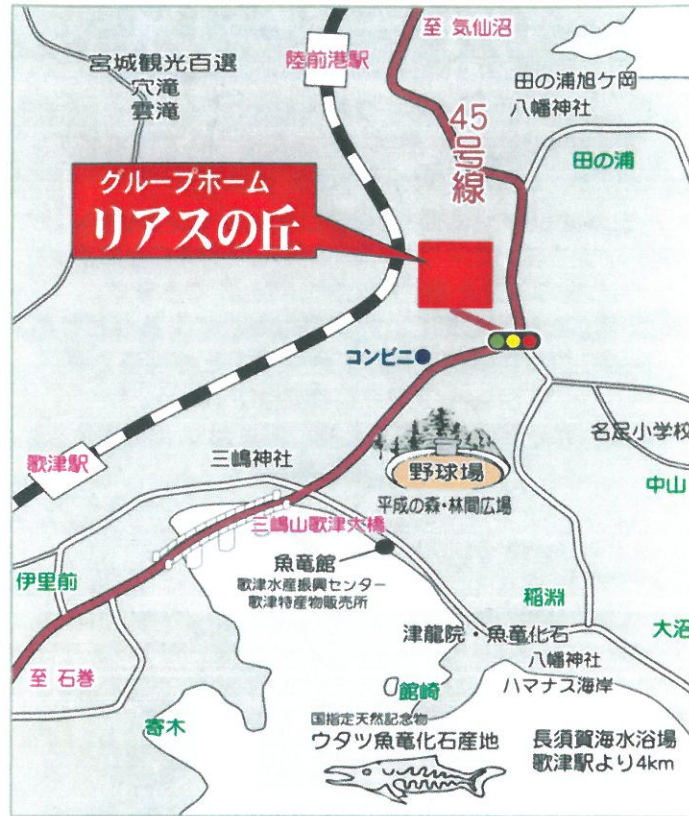 至 気仙沼
宮城観光百選
穴滝
雲滝
陸前港駅
田の浦旭ケ岡
八幡神社
45号線
田の浦
グループホーム
リアスの丘
コンビニ
名足小学校
歌津駅
三嶋神社
野球場
中山
平成の森・林間広場
三嶋山歌津大橋
魚竜館
歌津水産振興センター
歌津特産物販売所
伊里前
稲淵
津龍院・魚竜化石
大沼
八幡神社
至 石巻
館崎
ハマナス海岸
寄木
国指定天然記念物
ウタツ魚竜化石産地
長須賀海水浴場
歌津駅より4km